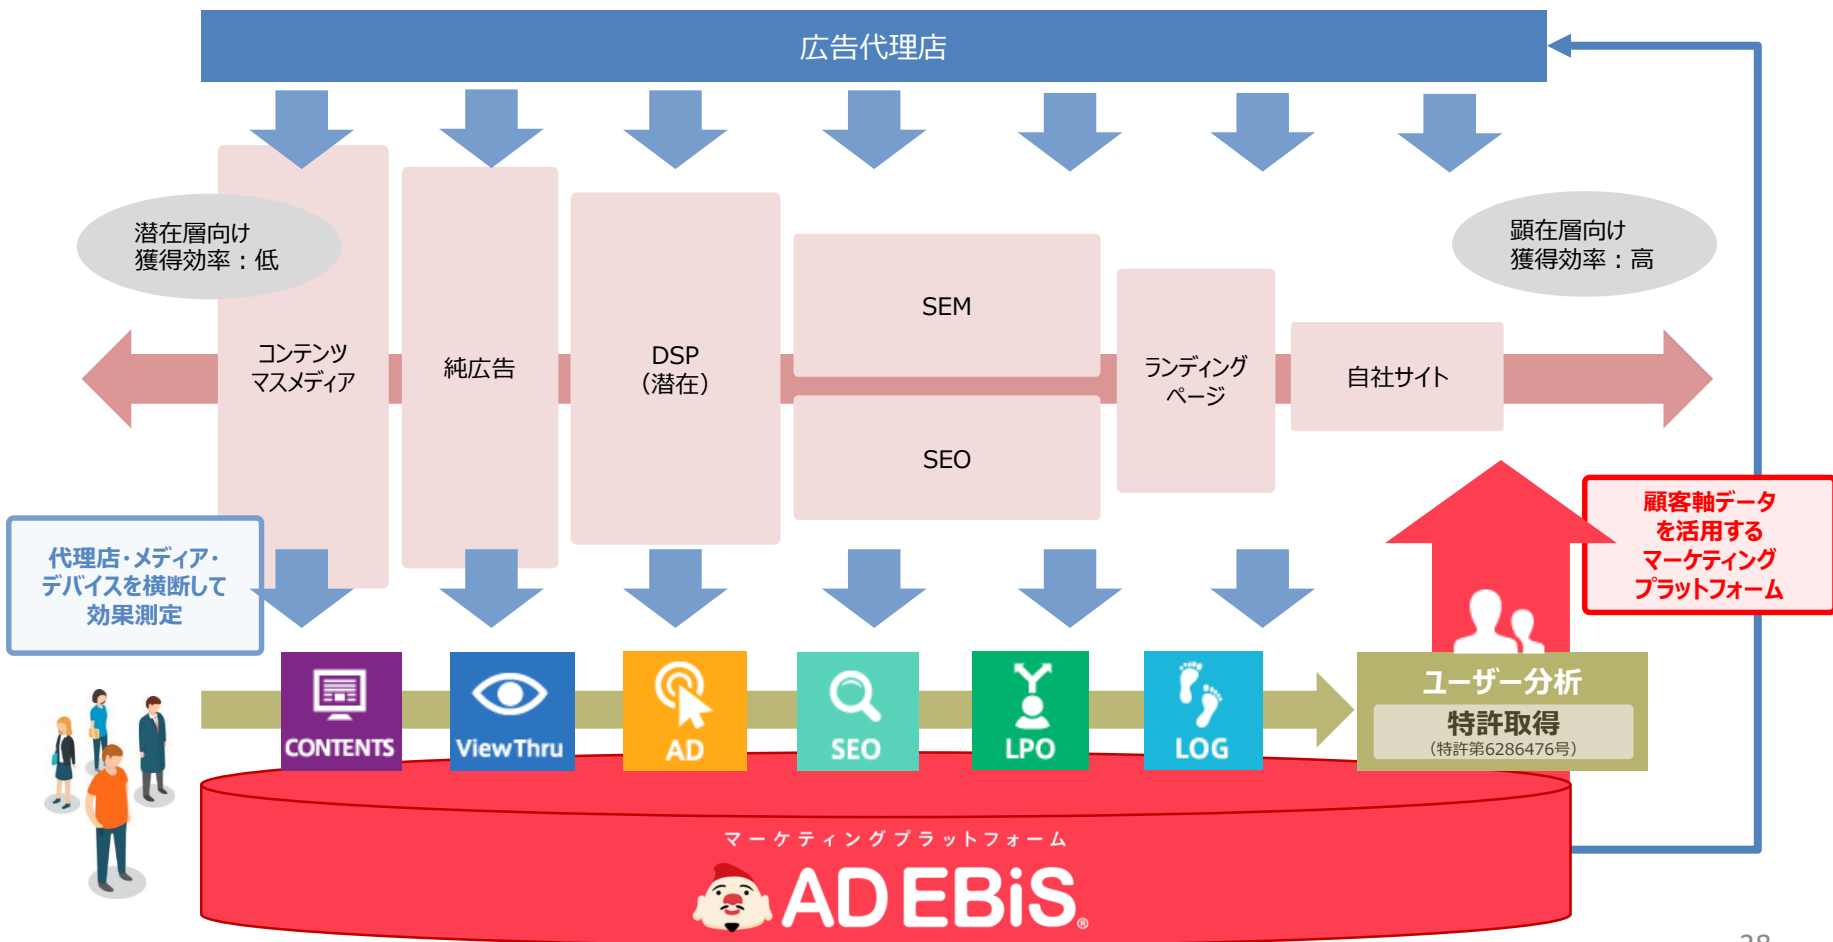 広告代理店
潜在層向け
獲得効率：低
顕在層向け
獲得効率：高
コンテンツ
マスメディア
純広告
DSP
（潜在）
SEM
SEO
ランディング
ページ
自社サイト
代理店・メディア・
デバイスを横断して
効果測定
顧客軸データ
を活用する
マーケティング
プラットフォーム
CONTENTS
ViewThru
AD
SEO
LPO
LOG
ユーザー分析
特許取得
（特許第6286476号）
マーケティングプラットフォーム
AD EBiS®